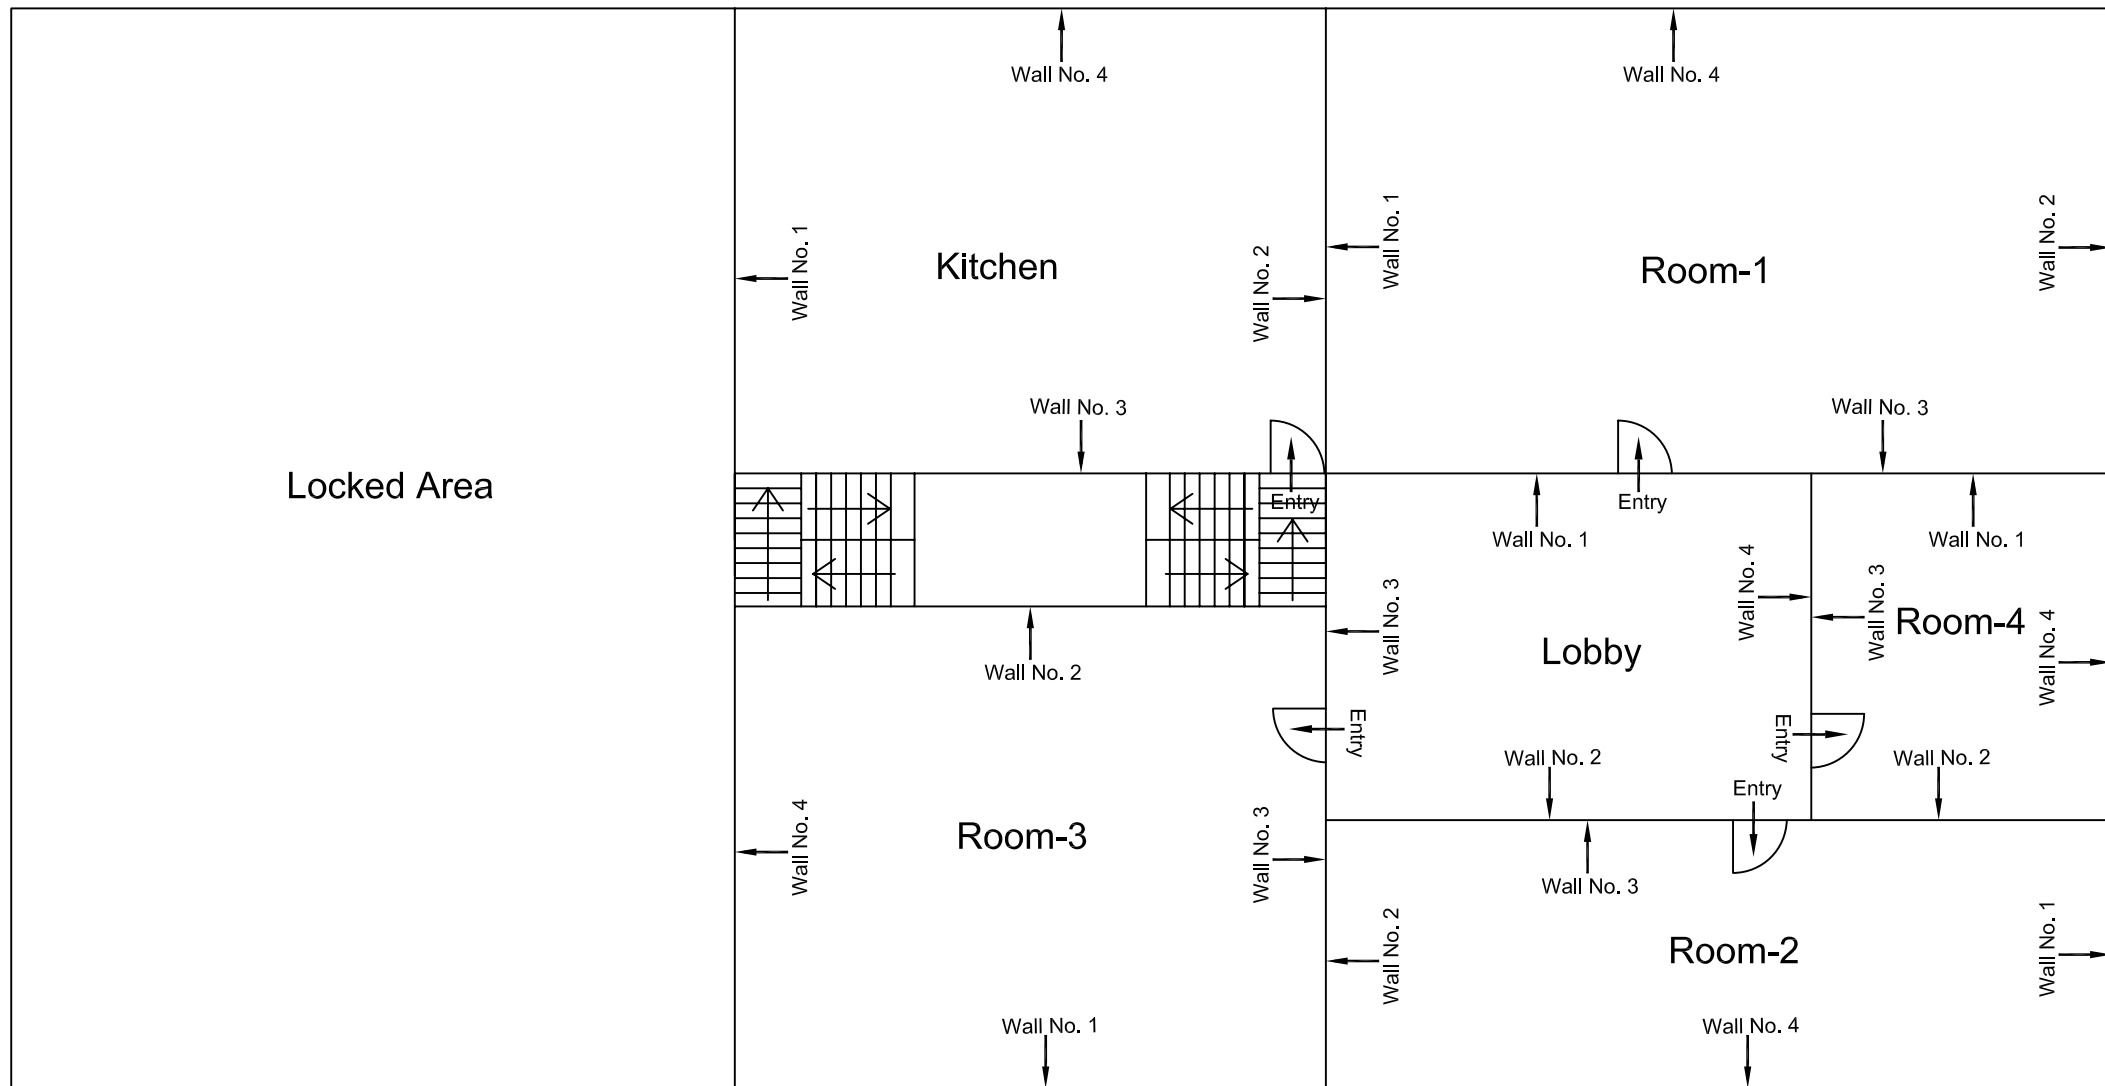 Wall No. 4
Wall No. 4
Wall No. 1
Kitchen
Wall No. 2
Wall No. 1
Room-1
Wall No. 2
Wall No. 3
Wall No. 3
Locked Area
Entry
Entry
Wall No. 1
Wall No. 1
Wall No. 2
Wall No. 3
Lobby
Wall No. 4
Wall No. 3
Room-4
Wall No. 4
Entry
Entry
Wall No. 2
Wall No. 2
Entry
Wall No. 4
Room-3
Wall No. 3
Wall No. 3
Wall No. 2
Room-2
Wall No. 1
Wall No. 1
Wall No. 4